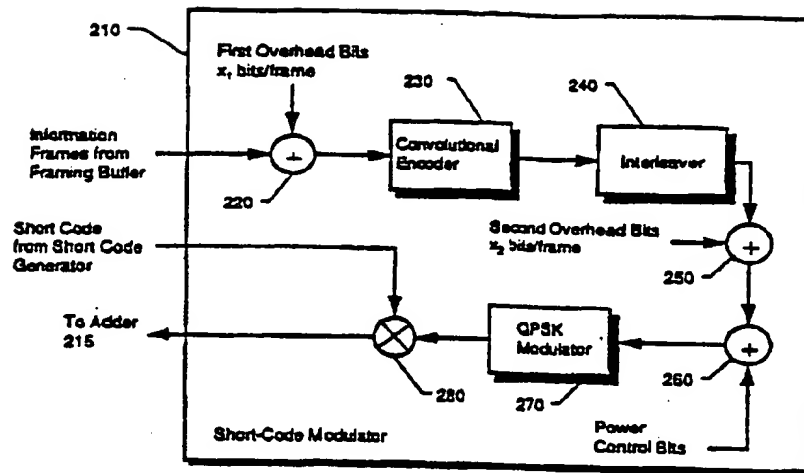 210
First Overhead Bits
x₁ bits/frame
230
240
Information
Frames from
Framing Buffer
+
220
Convolutional
Encoder
Interleaver
Short Code
from Short Code
Generator
Second Overhead Bits
x₂ bits/frame
+
250
To Adder
215
280
QPSK
Modulator
270
+
260
Short-Code Modulator
Power
Control Bits